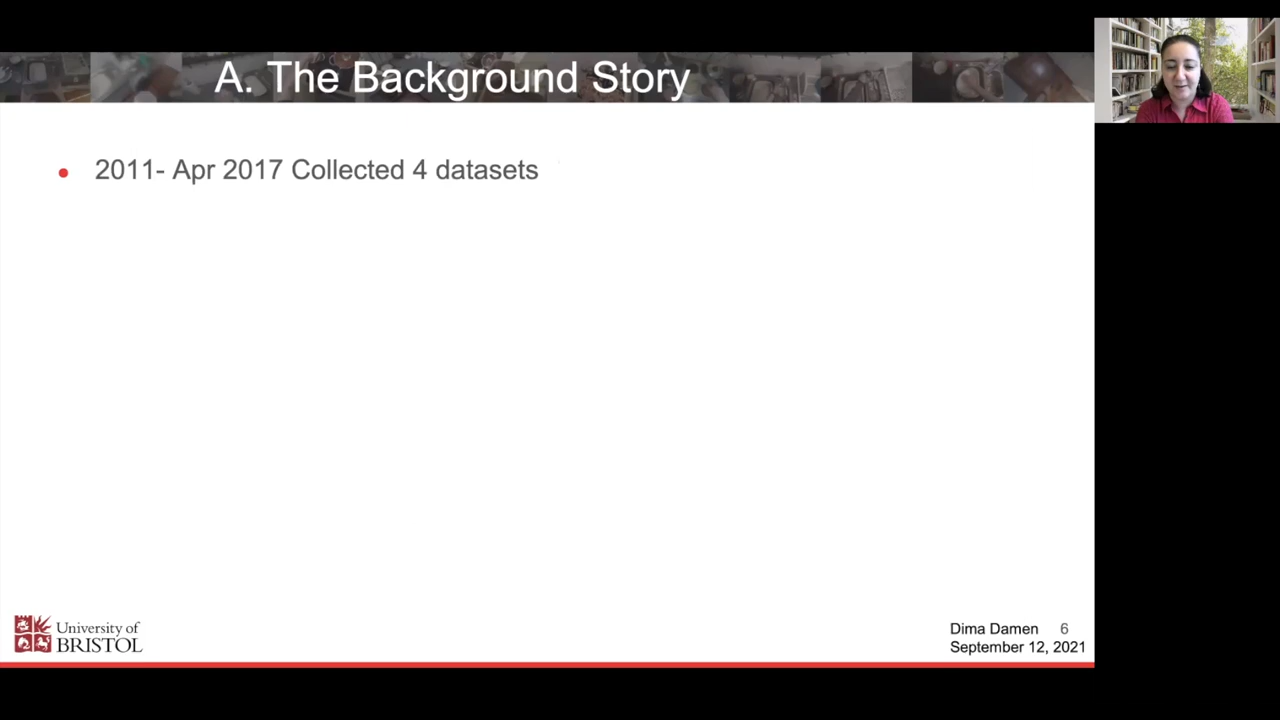 A. The Background Story
2011- Apr 2017 Collected 4 datasets
University of
BRISTOL
Dima Damen 6
September 12, 2021